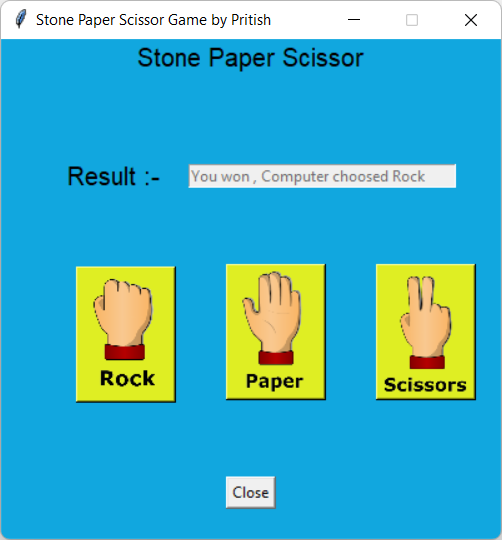 Stone Paper Scissor Game by Pritish
Stone Paper Scissor
Result :-
You won , Computer choosed Rock
Rock
Paper
Scissors
Close